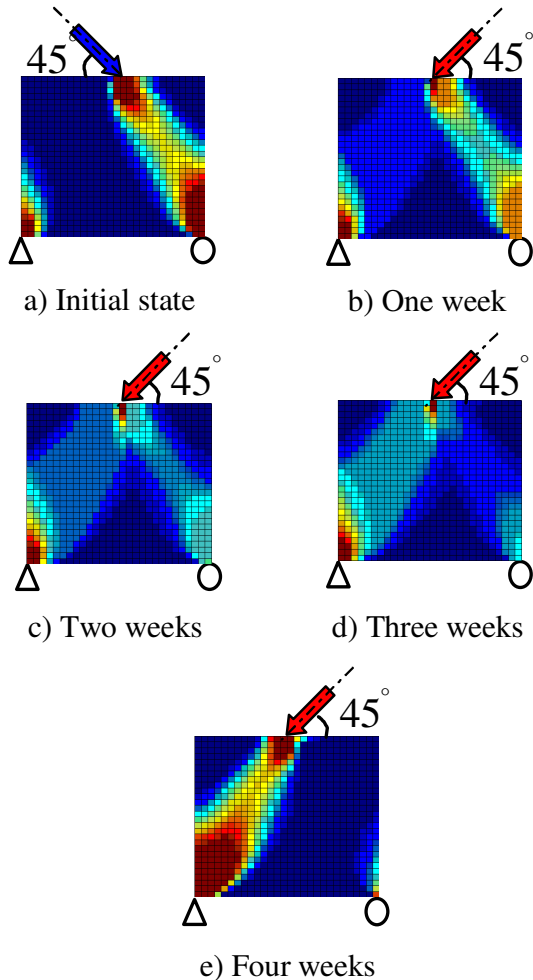 45°
45°
a) Initial state
b) One week
45°
45°
c) Two weeks
d) Three weeks
45°
e) Four weeks